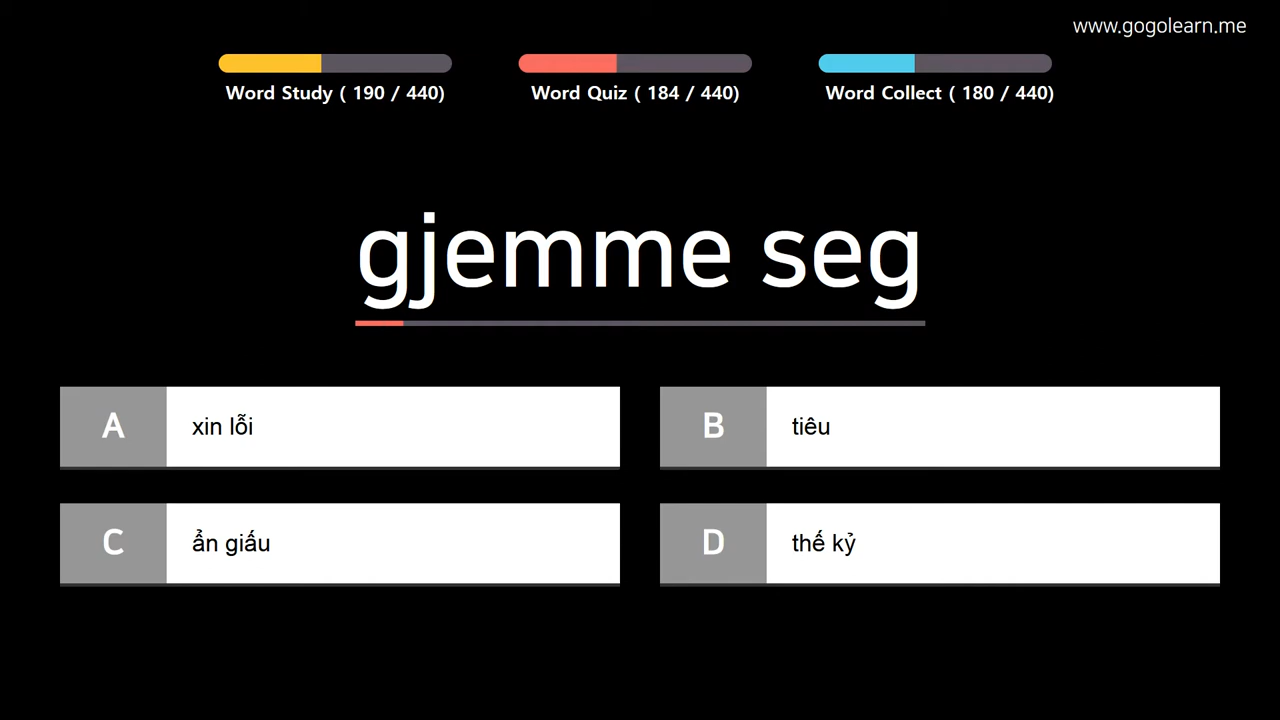 www.gogolearn.me
Word Study ( 190 / 440)
Word Quiz ( 184 / 440)
Word Collect ( 180 / 440)
gjemme seg
A xin lỗi
B tiêu
C ẩn giấu
D thế kỷ